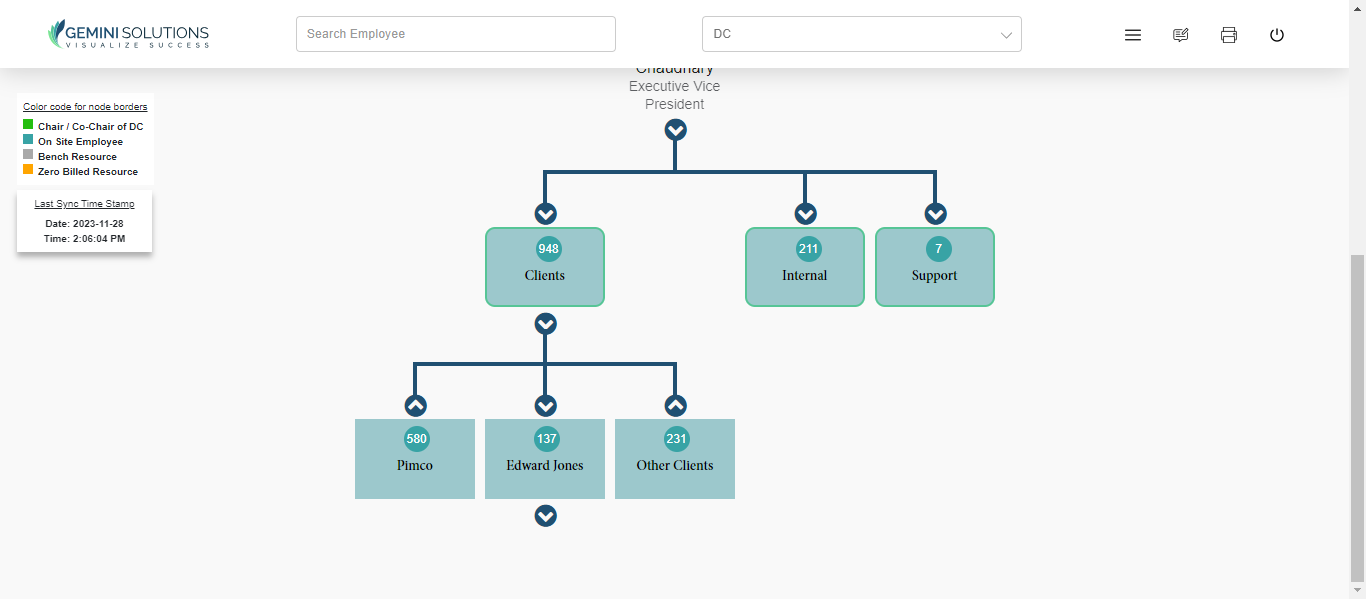 GEMINI SOLUTIONS
VISUALIZE SUCCESS
Search Employee
DC
Chaudhary
Executive Vice
President
Color code for node borders
Chair / Co-Chair of DC
On Site Employee
Bench Resource
Zero Billed Resource
Last Sync Time Stamp
Date: 2023-11-28
Time: 2:06:04 PM
948
Clients
211
Internal
7
Support
580
Pimco
137
Edward Jones
231
Other Clients